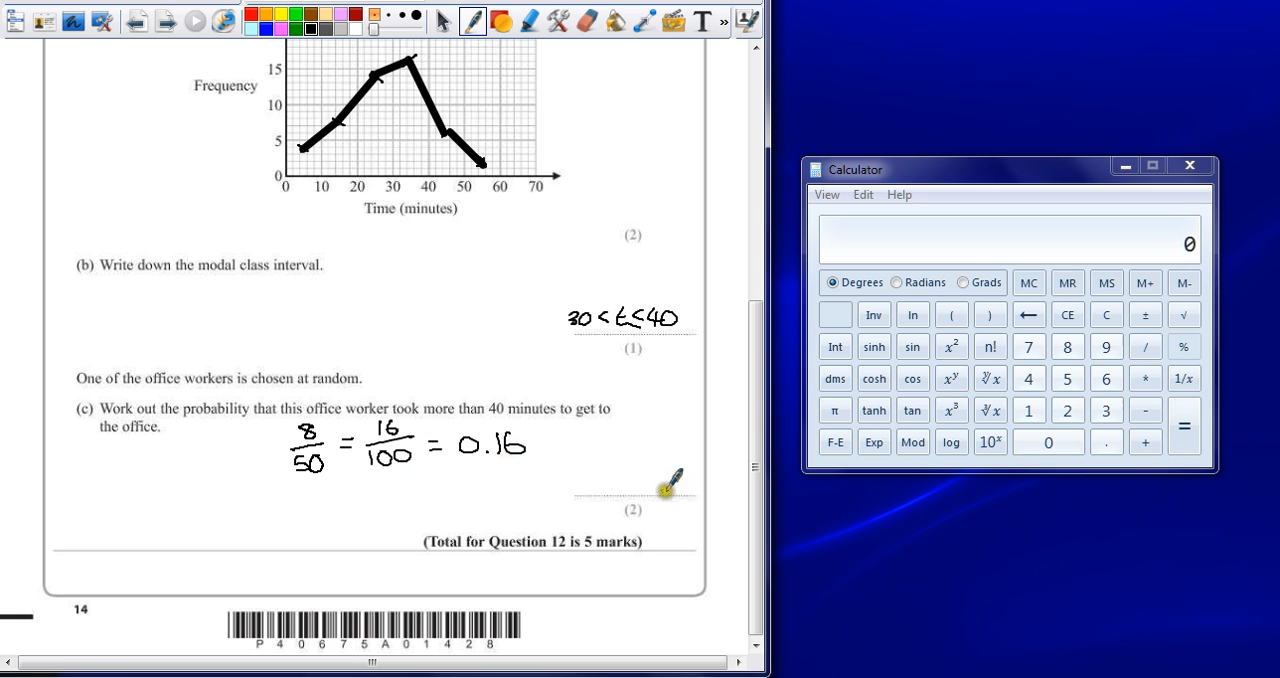 15
Frequency
10
5
0
0 10 20 30 40 50 60 70
Time (minutes)
(2)
(b) Write down the modal class interval.
30 < t ≤ 40
(1)
One of the office workers is chosen at random.
(c) Work out the probability that this office worker took more than 40 minutes to get to
the office.
8/50 = 16/100 = 0.16
(2)
(Total for Question 12 is 5 marks)
14
P 4 0 6 7 5 A 0 1 4 2 8
T
»
Calculator
View Edit Help
0
Degrees Radians Grads MC MR MS M+ M-
Inv ln ( ) ← CE C ± √
Int sinh sin x² n! 7 8 9 / %
dms cosh cos xʸ ʸ√x 4 5 6 * 1/x
π tanh tan x³ ³√x 1 2 3 - =
F-E Exp Mod log 10ˣ 0 . +